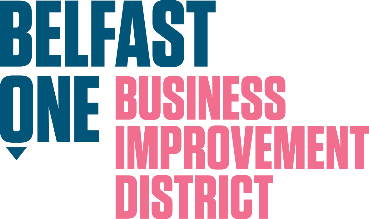 BELFAST
ONE BUSINESS
IMPROVEMENT
DISTRICT